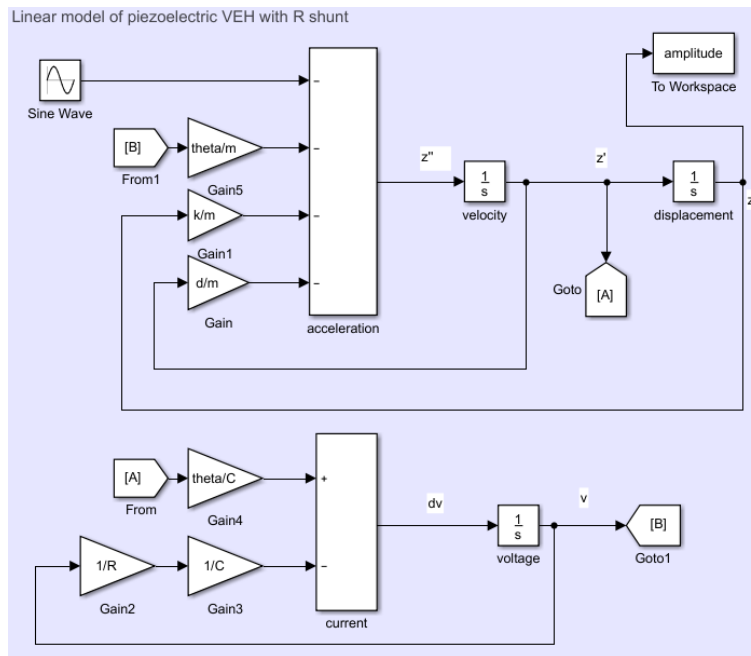 Linear model of piezoelectric VEH with R shunt
amplitude
To Workspace
Sine Wave
−
[B]
From1
theta/m
Gain5
−
z''
1
s
velocity
z'
1
s
displacement
z
k/m
Gain1
−
d/m
Gain
−
acceleration
Goto
[A]
[A]
From
theta/C
Gain4
+
dv
1
s
voltage
v
[B]
Goto1
1/R
Gain2
1/C
Gain3
−
current